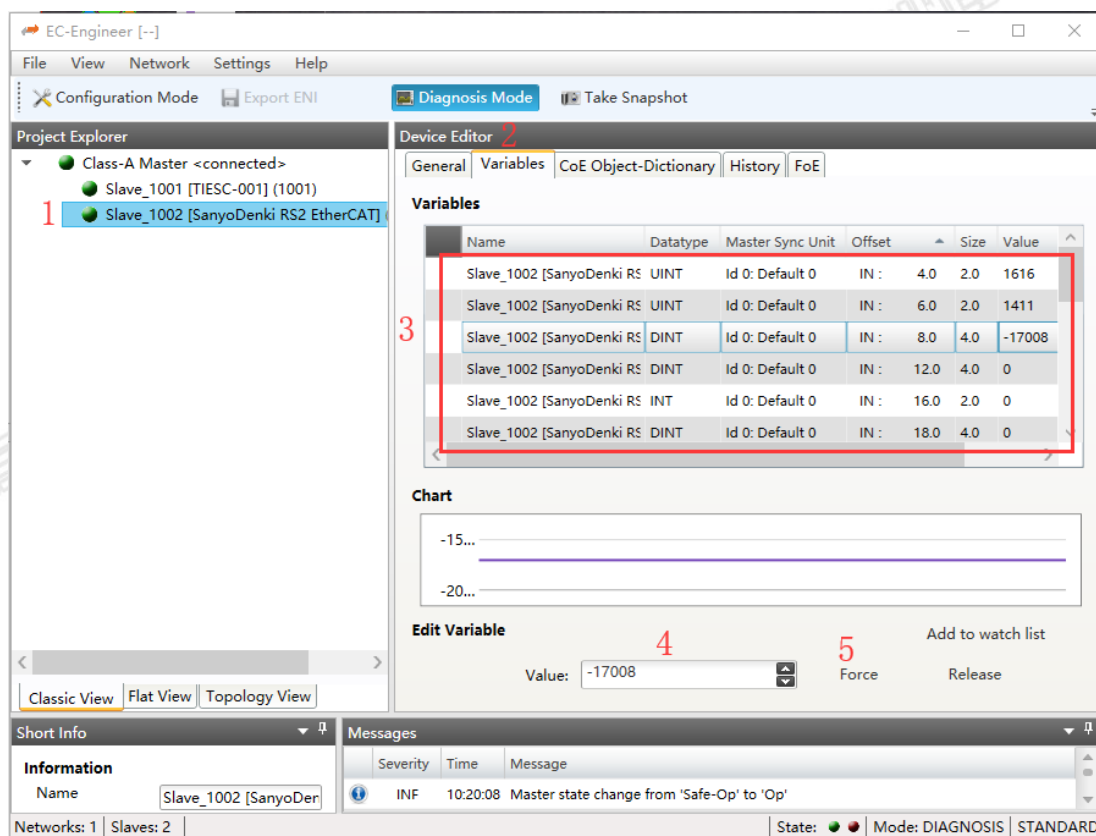 EC-Engineer [--]
File View Network Settings Help
Configuration Mode Export ENI Diagnosis Mode Take Snapshot
Project Explorer
Class-A Master <connected>
Slave_1001 [TIESC-001] (1001)
1 Slave_1002 [SanyoDenki RS2 EtherCAT] (
Classic View Flat View Topology View
Device Editor 2
General Variables CoE Object-Dictionary History FoE
Variables
Name Datatype Master Sync Unit Offset Size Value
Slave_1002 [SanyoDenki RS UINT Id 0: Default 0 IN : 4.0 2.0 1616
Slave_1002 [SanyoDenki RS UINT Id 0: Default 0 IN : 6.0 2.0 1411
3 Slave_1002 [SanyoDenki RS DINT Id 0: Default 0 IN : 8.0 4.0 -17008
Slave_1002 [SanyoDenki RS DINT Id 0: Default 0 IN : 12.0 4.0 0
Slave_1002 [SanyoDenki RS INT Id 0: Default 0 IN : 16.0 2.0 0
Slave_1002 [SanyoDenki RS DINT Id 0: Default 0 IN : 18.0 4.0 0
Chart
-15...
-20...
Edit Variable 4 5 Add to watch list
Value: -17008 Force Release
Short Info
Information
Name Slave_1002 [SanyoDen
Messages
Severity Time Message
INF 10:20:08 Master state change from 'Safe-Op' to 'Op'
Networks: 1 Slaves: 2 State: Mode: DIAGNOSIS STANDARD